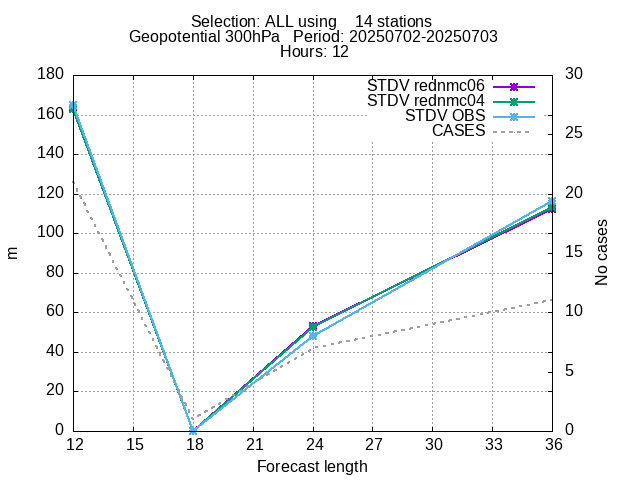 Selection: ALL using    14 stations
Geopotential 300hPa   Period: 20250702-20250703
Hours: 12
STDV rednmc06
STDV rednmc04
STDV OBS
CASES
180
160
140
120
100
80
60
40
20
0
m
30
25
20
15
10
5
0
No cases
12 15 18 21 24 27 30 33 36
Forecast length